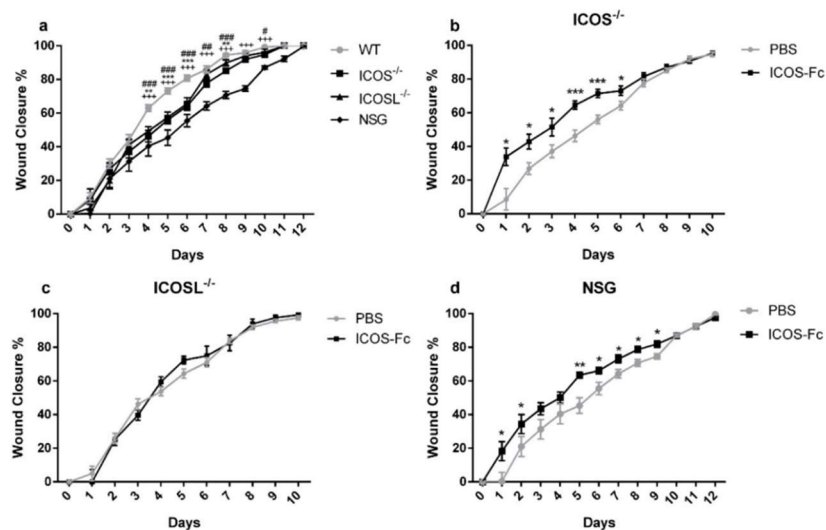 a
Wound Closure %
100
80
60
40
20
0
0 1 2 3 4 5 6 7 8 9 10 11 12
Days
###
**
+++
###
***
+++
###
***
+++
##
+++
###
**
+++
+++
#
+++
WT
ICOS-/-
ICOSL-/-
NSG
b
ICOS-/-
Wound Closure %
100
80
60
40
20
0
0 1 2 3 4 5 6 7 8 9 10
Days
* * * *** *** *
PBS
ICOS-Fc
c
ICOSL-/-
Wound Closure %
100
80
60
40
20
0
0 1 2 3 4 5 6 7 8 9 10
Days
PBS
ICOS-Fc
d
NSG
Wound Closure %
100
80
60
40
20
0
0 1 2 3 4 5 6 7 8 9 10 11 12
Days
* * ** * * * *
PBS
ICOS-Fc